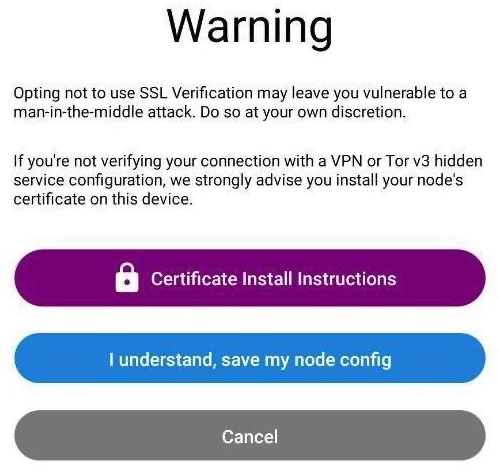 Warning
Opting not to use SSL Verification may leave you vulnerable to a
man-in-the-middle attack. Do so at your own discretion.
If you're not verifying your connection with a VPN or Tor v3 hidden
service configuration, we strongly advise you install your node's
certificate on this device.
Certificate Install Instructions
I understand, save my node config
Cancel